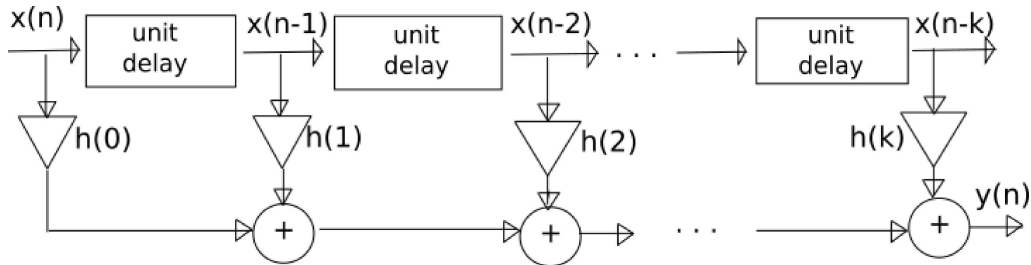 x(n)
unit
delay
x(n-1)
unit
delay
x(n-2)
. . .
unit
delay
x(n-k)
h(0)
h(1)
h(2)
h(k)
+
+
. . .
+
y(n)